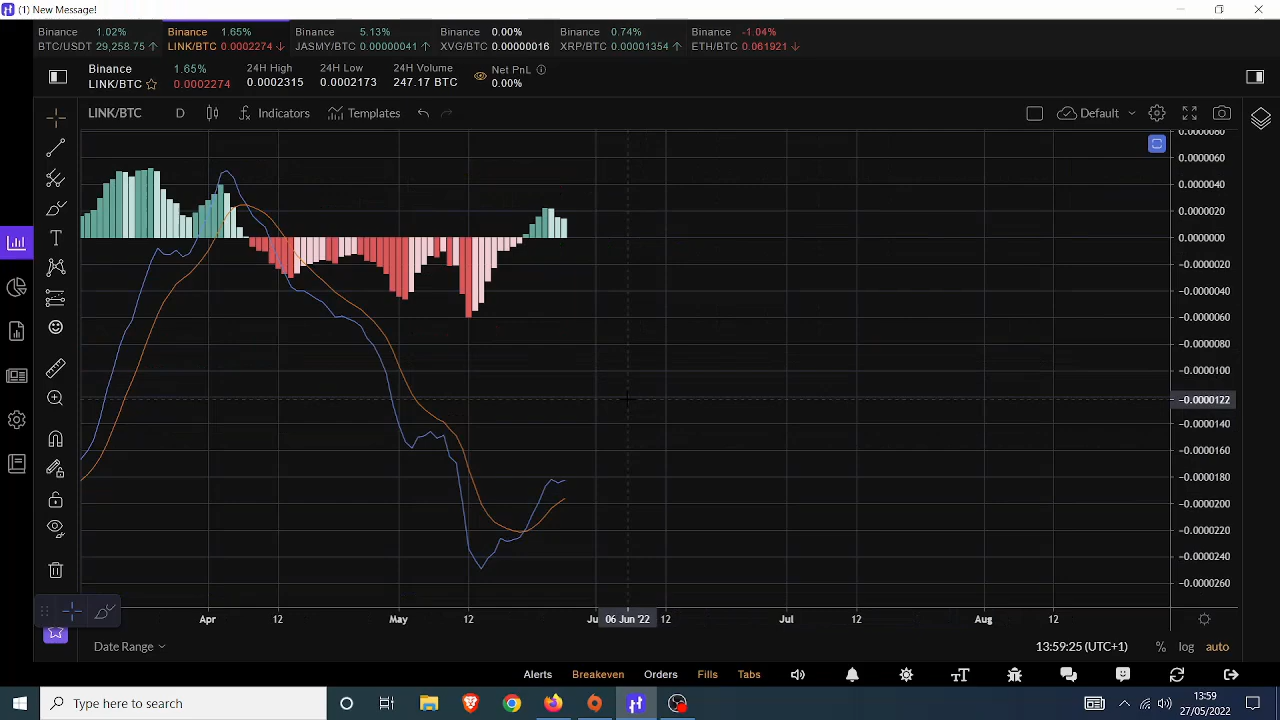 (1) New Message!
Binance 1.02%
BTC/USDT 29,258.75 ↑
Binance 1.65%
LINK/BTC 0.0002274 ↓
Binance 5.13%
JASMY/BTC 0.00000041 ↑
Binance 0.00%
XVG/BTC 0.00000016
Binance 0.74%
XRP/BTC 0.00001354 ↑
Binance -1.04%
ETH/BTC 0.061921 ↓
Binance
LINK/BTC
1.65%
0.0002274
24H High
0.0002315
24H Low
0.0002173
24H Volume
247.17 BTC
Net PnL
0.00%
LINK/BTC D Indicators Templates Default
0.0000080
0.0000060
0.0000040
0.0000020
0.0000000
−0.0000020
−0.0000040
−0.0000060
−0.0000080
−0.0000100
−0.0000122
−0.0000140
−0.0000160
−0.0000180
−0.0000200
−0.0000220
−0.0000240
−0.0000260
Apr 12 May 12 Ju 06 Jun '22 12 Jul 12 Aug 12
Date Range 13:59:25 (UTC+1) % log auto
Alerts Breakeven Orders Fills Tabs
Type here to search
13:59
27/05/2022